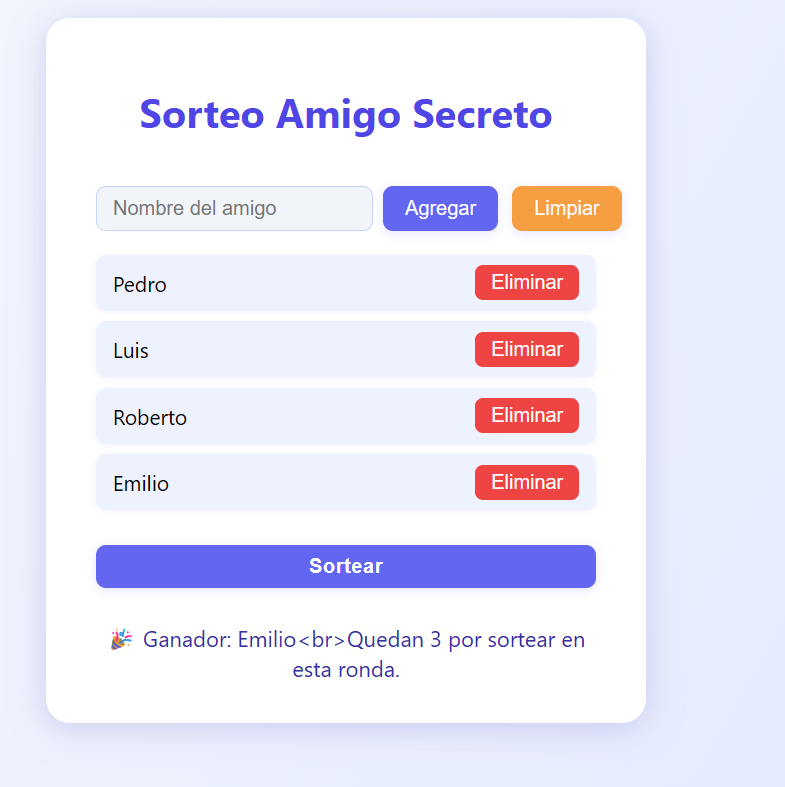 Sorteo Amigo Secreto
Nombre del amigo Agregar Limpiar
Pedro Eliminar
Luis Eliminar
Roberto Eliminar
Emilio Eliminar
Sortear
🎉 Ganador: Emilio<br>Quedan 3 por sortear en
esta ronda.